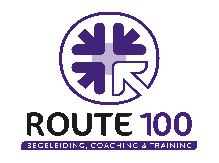 ROUTE 100
BEGELEIDING, COACHING & TRAINING